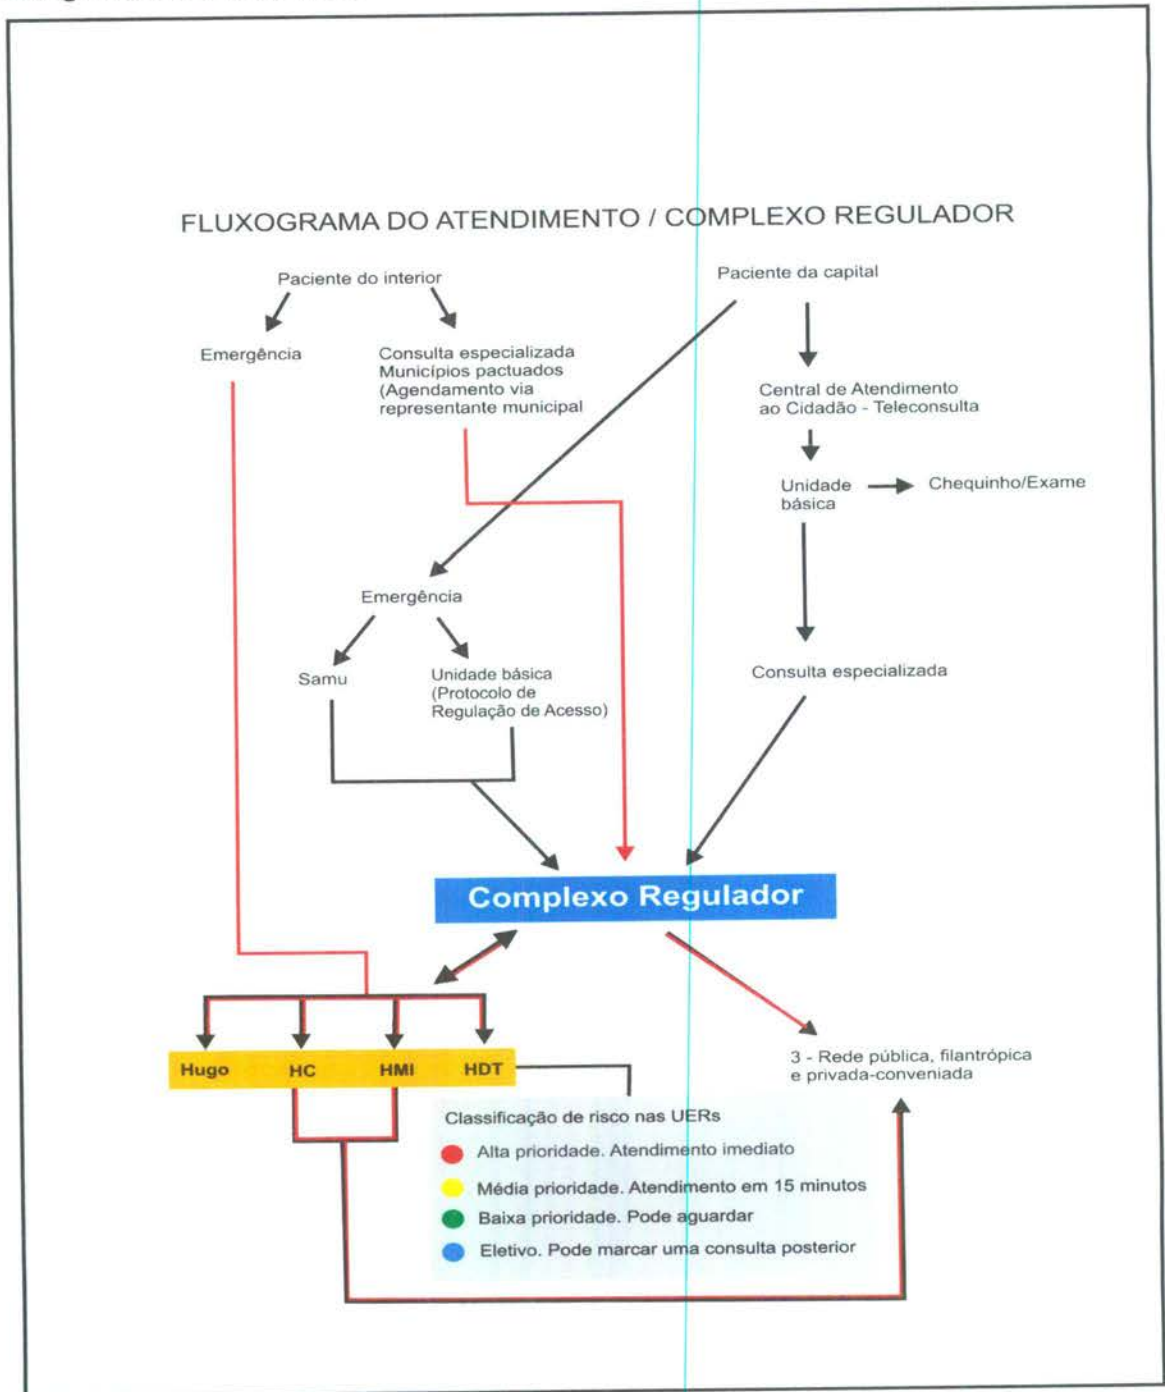 FLUXOGRAMA DO ATENDIMENTO / COMPLEXO REGULADOR
Paciente do interior
Paciente da capital
Emergência
Consulta especializada
Municípios pactuados
(Agendamento via
representante municipal
Central de Atendimento
ao Cidadão - Teleconsulta
Unidade
básica
Chequinho/Exame
Emergência
Samu
Unidade básica
(Protocolo de
Regulação de Acesso)
Consulta especializada
Complexo Regulador
Hugo HC HMI HDT
3 - Rede pública, filantrópica
e privada-conveniada
Classificação de risco nas UERs
Alta prioridade. Atendimento imediato
Média prioridade. Atendimento em 15 minutos
Baixa prioridade. Pode aguardar
Eletivo. Pode marcar uma consulta posterior